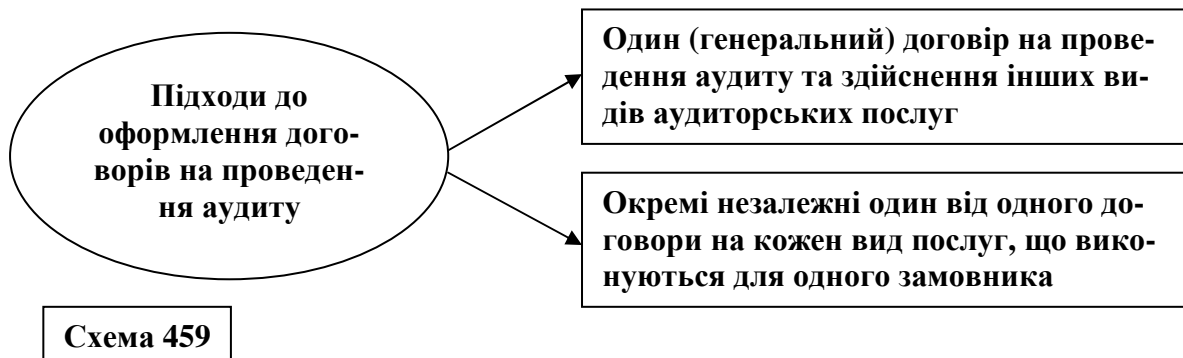 Підходи до
оформлення дого-
ворів на проведен-
ня аудиту
Один (генеральний) договір на прове-
дення аудиту та здійснення інших ви-
дів аудиторських послуг
Окремі незалежні один від одного до-
говори на кожен вид послуг, що вико-
нуються для одного замовника
Схема 459